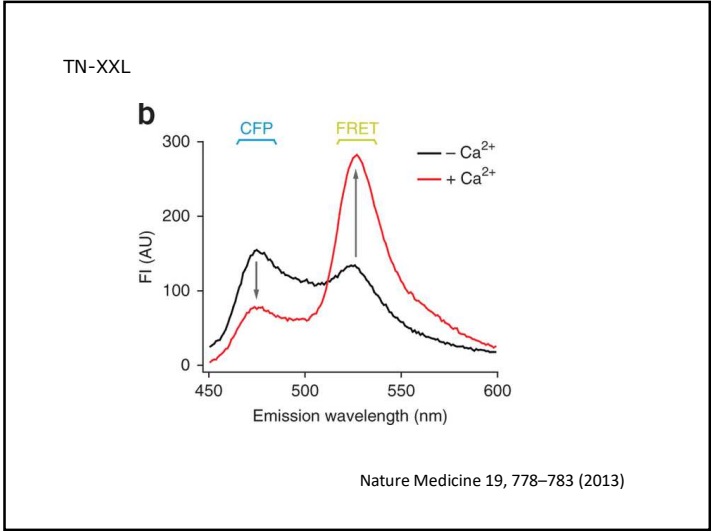 TN-XXL
b
CFP FRET
300
200
100
0
FI (AU)
– Ca²⁺
+ Ca²⁺
450 500 550 600
Emission wavelength (nm)
Nature Medicine 19, 778–783 (2013)